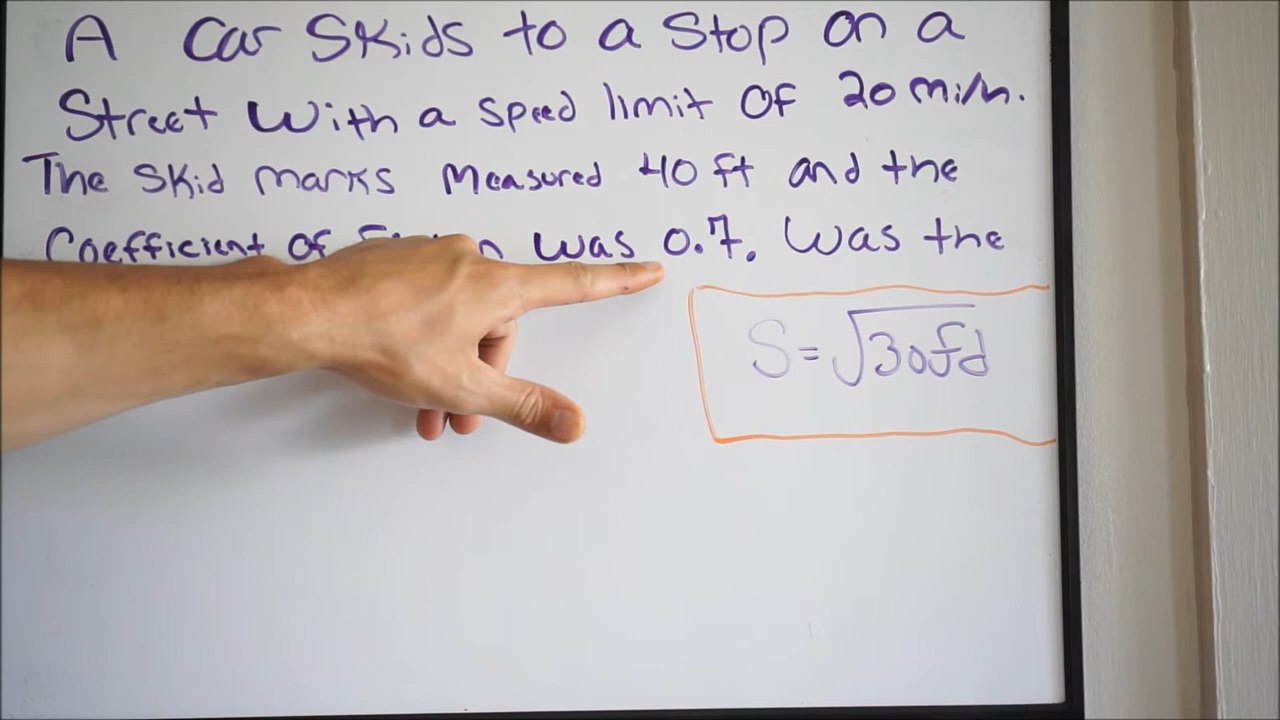 A Car Skids to a Stop on a
Street With a speed limit of 20 mi/h.
The Skid marks measured 40 ft and the
Coefficient of was 0.7. Was the
S=√30fd